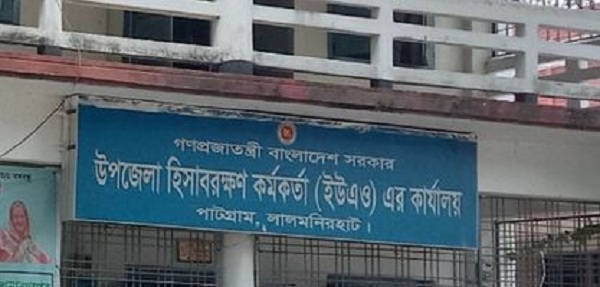 গণপ্রজাতন্ত্রী বাংলাদেশ সরকার
উপজেলা হিসাবরক্ষণ কর্মকর্তা (ইউএও) এর কার্যালয়
পাটগ্রাম, লালমনিরহাট।